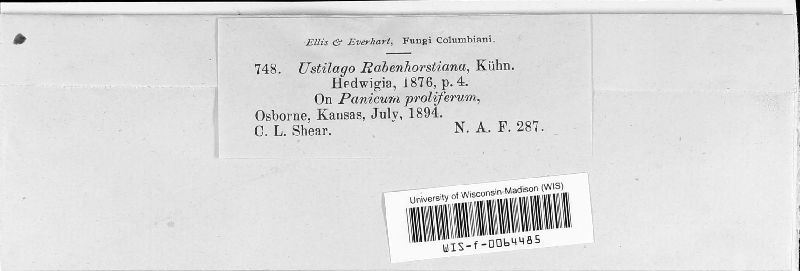 Ellis & Everhart, Fungi Columbiani.
748. Ustilago Rabenhorstiana, Kühn.
Hedwigia, 1876, p. 4.
On Panicum proliferum,
Osborne, Kansas, July, 1894.
C. L. Shear. N. A. F. 287.
University of Wisconsin-Madison (WIS)
WIS-f-0064485